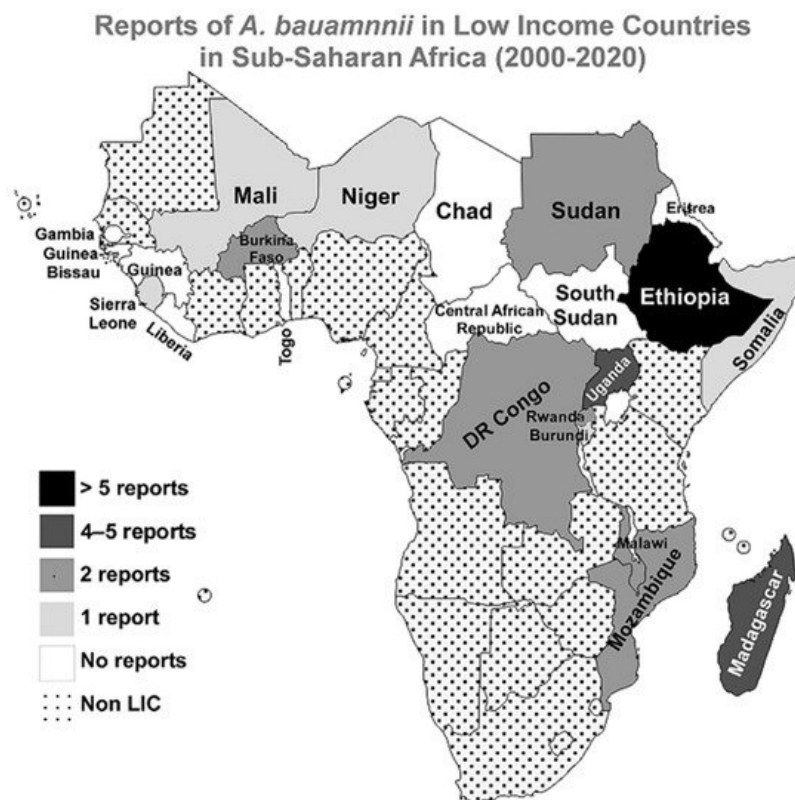 Reports of A. bauamnnii in Low Income Countries
in Sub-Saharan Africa (2000-2020)
Mali
Niger
Chad
Sudan
Eritrea
Gambia
Guinea-
Bissau
Guinea
Burkina
Faso
Sierra
Leone
Liberia
Togo
Central African
Republic
South
Sudan
Ethiopia
Somalia
Uganda
DR Congo
Rwanda
Burundi
Malawi
Mozambique
Madagascar
> 5 reports
4–5 reports
2 reports
1 report
No reports
Non LIC